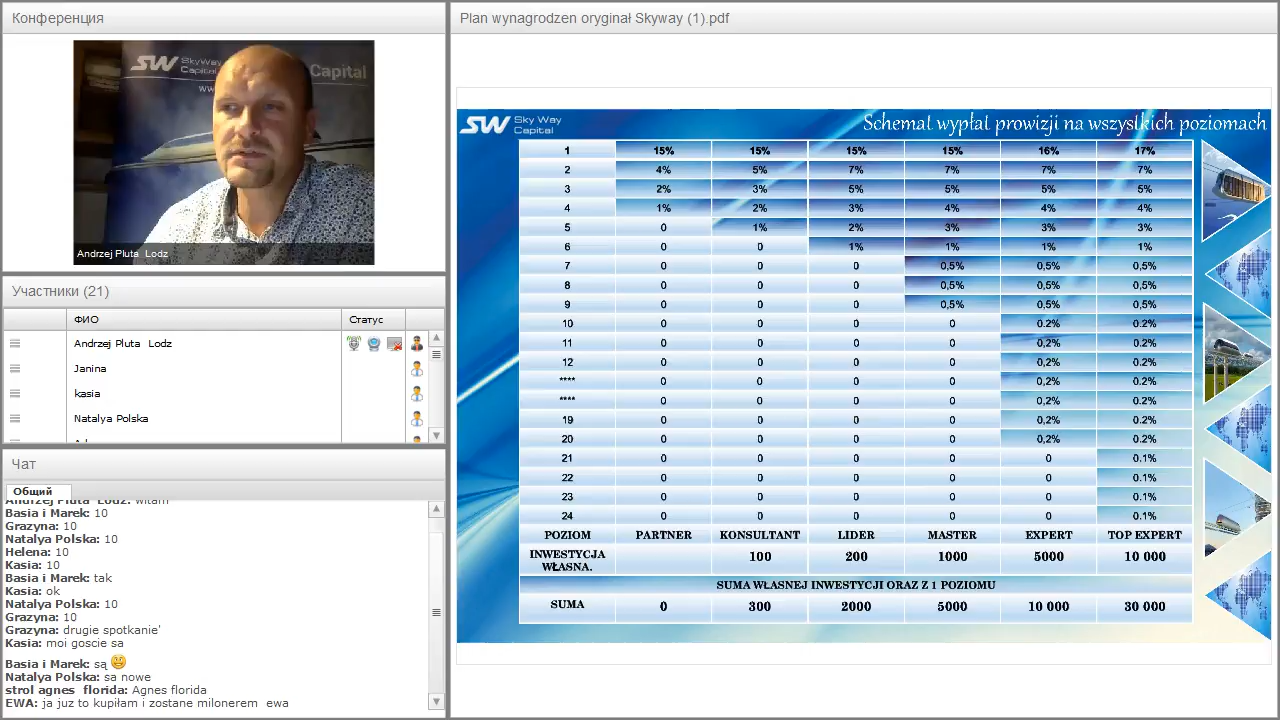 Конференция
SW SkyWay
Capital
Capital
Andrzej Pluta Lodz
Участники (21)
ФИО Статус
Andrzej Pluta Lodz
Janina
kasia
Natalya Polska
Чат
Общий
Andrzej Pluta Lodz: witam
Basia i Marek: 10
Grazyna: 10
Natalya Polska: 10
Helena: 10
Kasia: 10
Basia i Marek: tak
Kasia: ok
Natalya Polska: 10
Grazyna: 10
Grazyna: drugie spotkanie'
Kasia: moi goscie sa
Basia i Marek: są
Natalya Polska: sa nowe
strol agnes florida: Agnes florida
EWA: ja juz to kupiłam i zostene milonerem ewa
Plan wynagrodzen oryginał Skyway (1).pdf
SW Sky Way
Capital
Schemat wypłat prowizji na wszystkich poziomach
1 15% 15% 15% 15% 16% 17%
2 4% 5% 7% 7% 7% 7%
3 2% 3% 5% 5% 5% 5%
4 1% 2% 3% 4% 4% 4%
5 0 1% 2% 3% 3% 3%
6 0 0 1% 1% 1% 1%
7 0 0 0 0,5% 0,5% 0,5%
8 0 0 0 0,5% 0,5% 0,5%
9 0 0 0 0,5% 0,5% 0,5%
10 0 0 0 0 0.2% 0.2%
11 0 0 0 0 0,2% 0.2%
12 0 0 0 0 0,2% 0.2%
**** 0 0 0 0 0,2% 0.2%
**** 0 0 0 0 0,2% 0.2%
19 0 0 0 0 0,2% 0.2%
20 0 0 0 0 0,2% 0.2%
21 0 0 0 0 0 0.1%
22 0 0 0 0 0 0.1%
23 0 0 0 0 0 0.1%
24 0 0 0 0 0 0.1%
POZIOM PARTNER KONSULTANT LIDER MASTER EXPERT TOP EXPERT
INWESTYCJA WŁASNA. 100 200 1000 5000 10 000
SUMA WŁASNEJ INWESTYCJI ORAZ Z 1 POZIOMU
SUMA 0 300 2000 5000 10 000 30 000